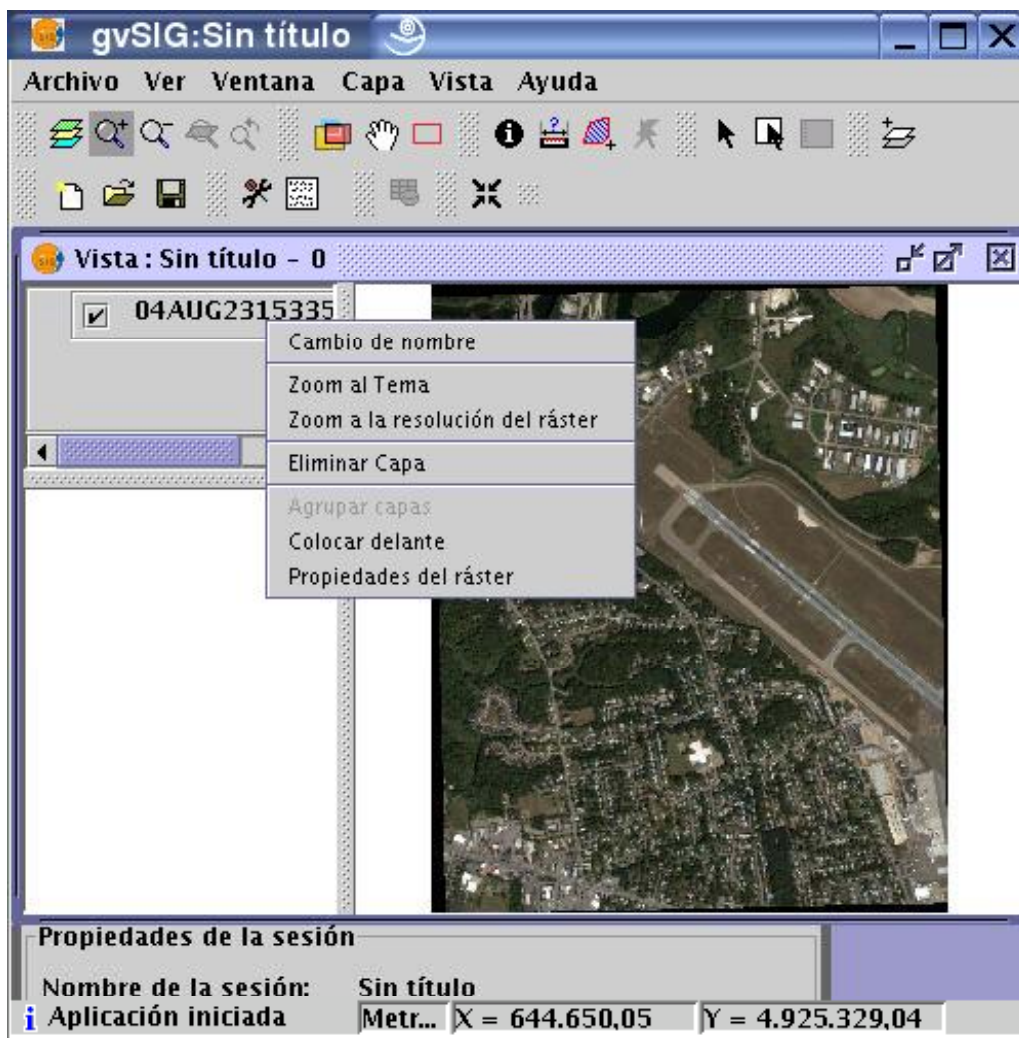 gvSIG:Sin título
Archivo Ver Ventana Capa Vista Ayuda
Vista : Sin título - 0
04AUG2315335
Cambio de nombre
Zoom al Tema
Zoom a la resolución del ráster
Eliminar Capa
Agrupar capas
Colocar delante
Propiedades del ráster
Propiedades de la sesión
Nombre de la sesión: Sin título
Aplicación iniciada Metr... X = 644.650,05 Y = 4.925.329,04